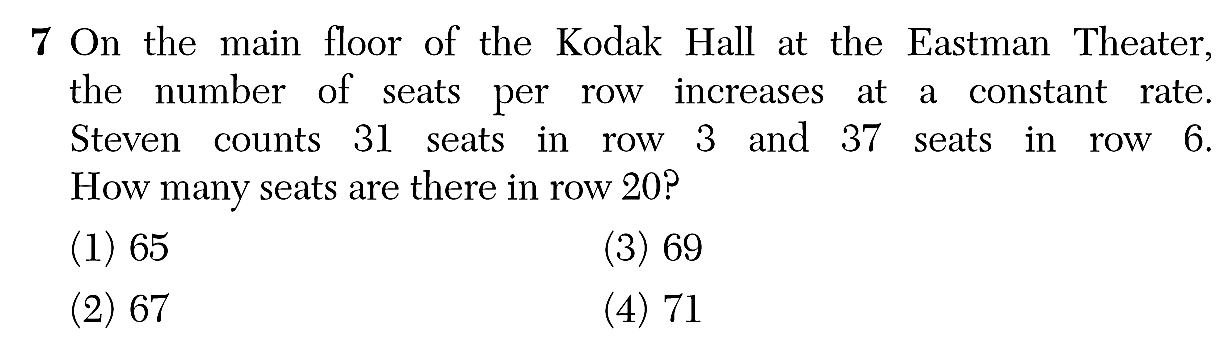 7 On the main floor of the Kodak Hall at the Eastman Theater,
the number of seats per row increases at a constant rate.
Steven counts 31 seats in row 3 and 37 seats in row 6.
How many seats are there in row 20?
(1) 65 (3) 69
(2) 67 (4) 71